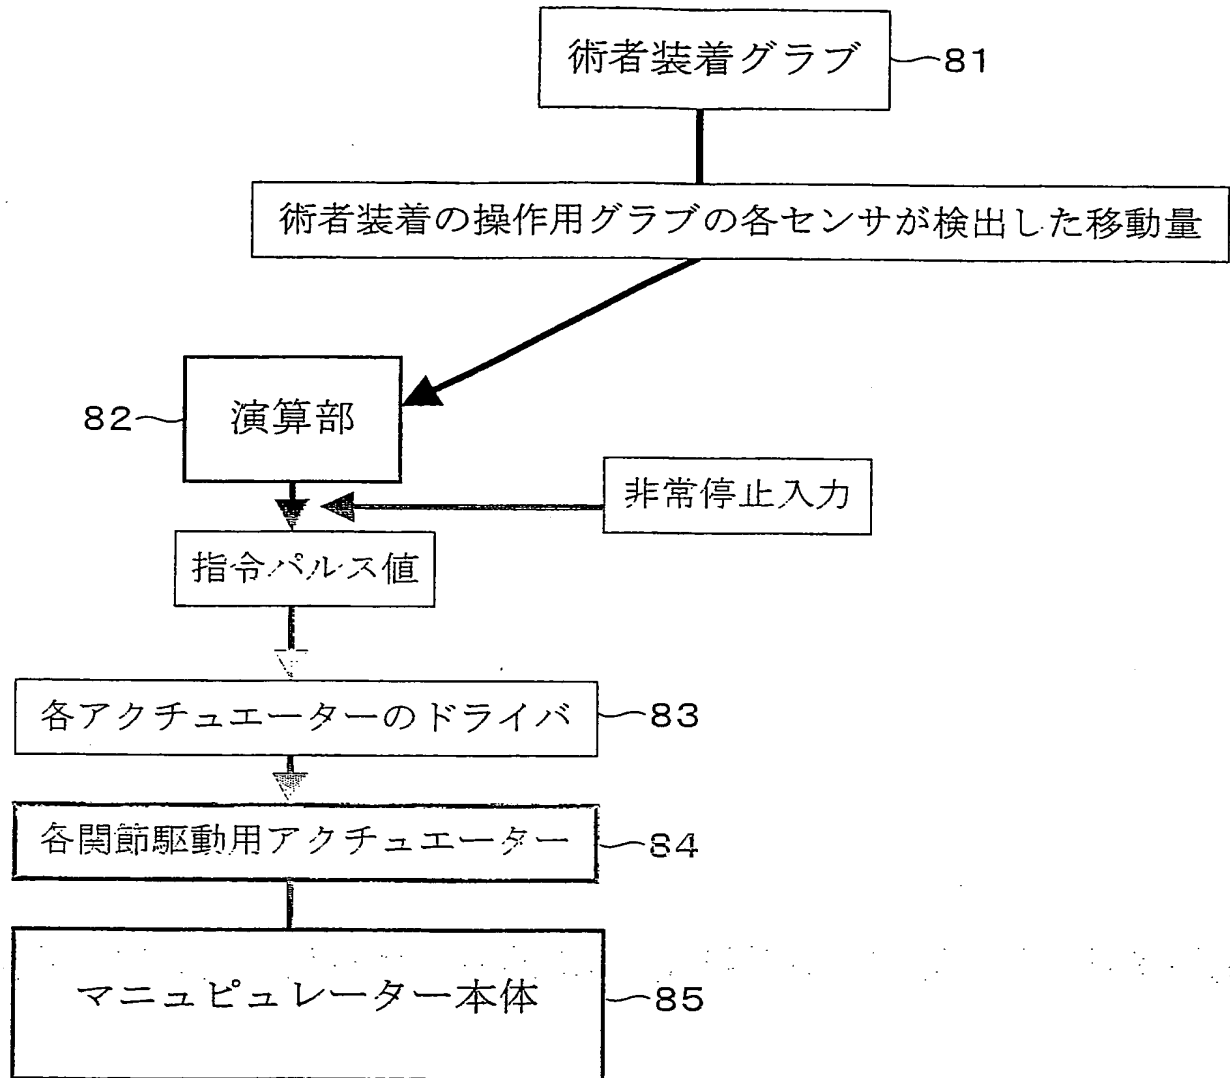 術者装着グラブ 81
術者装着の操作用グラブの各センサが検出した移動量
82 演算部
非常停止入力
指令パルス値
各アクチュエーターのドライバ 83
各関節駆動用アクチュエーター 84
マニュピュレーター本体 85